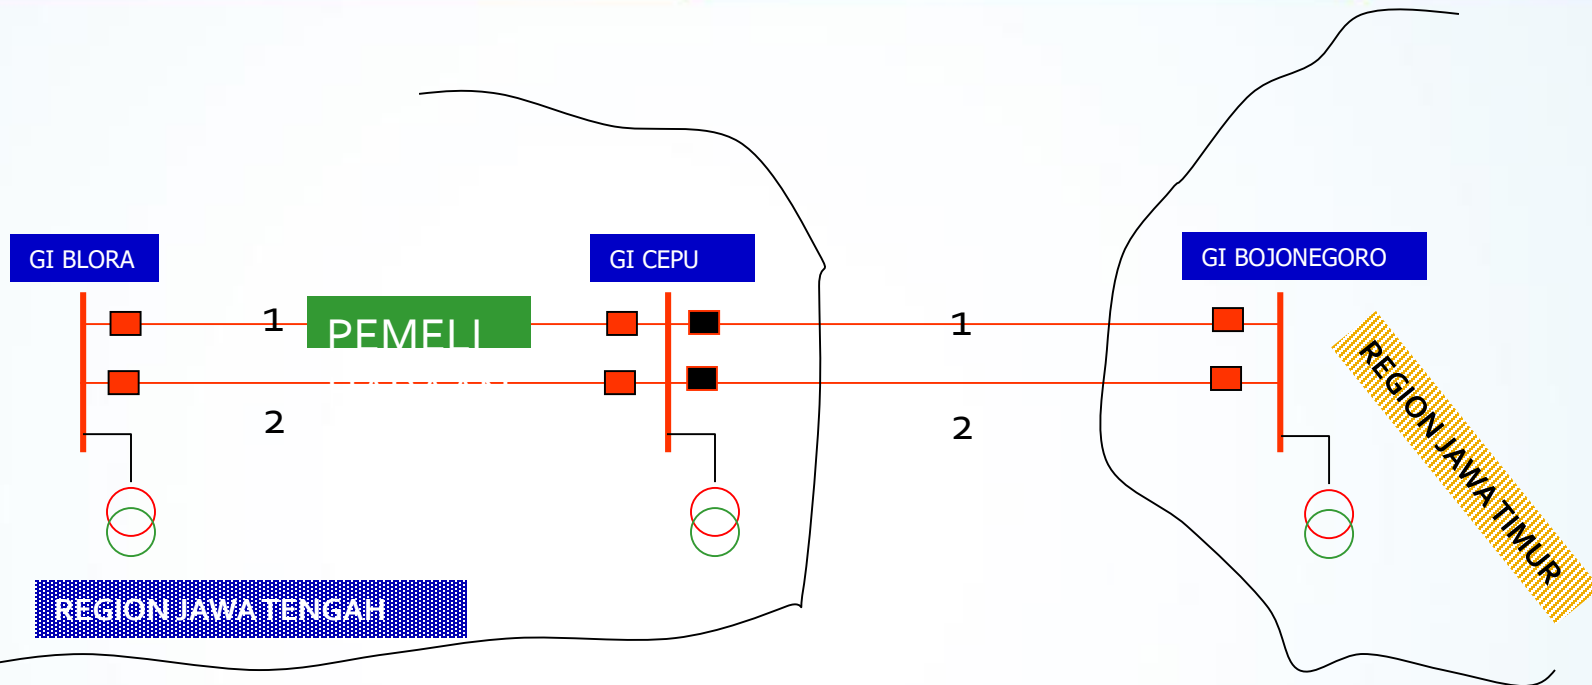 GI BLORA
GI CEPU
GI BOJONEGORO
1
PEMELI
1
2
2
REGION JAWA TIMUR
REGION JAWA TENGAH